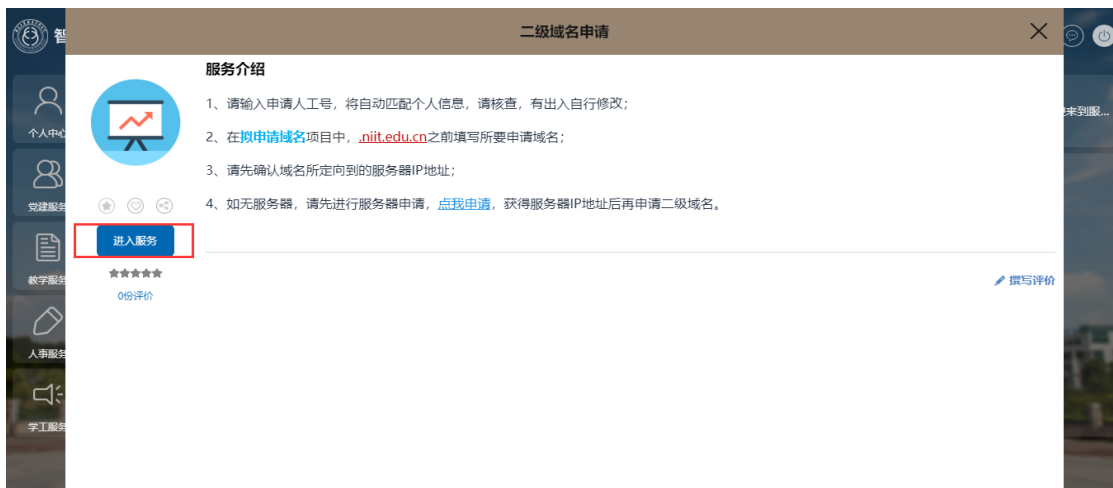 智
二级域名申请
个人中心
党建服务
教学服务
人事服务
学工服务
进入服务
0份评价
服务介绍
1、请输入申请人工号，将自动匹配个人信息，请核查，有出入自行修改；
2、在拟申请域名项目中，.niit.edu.cn之前填写所要申请域名；
3、请先确认域名所定向到的服务器IP地址；
4、如无服务器，请先进行服务器申请，点我申请，获得服务器IP地址后再申请二级域名。
撰写评价
来到服...